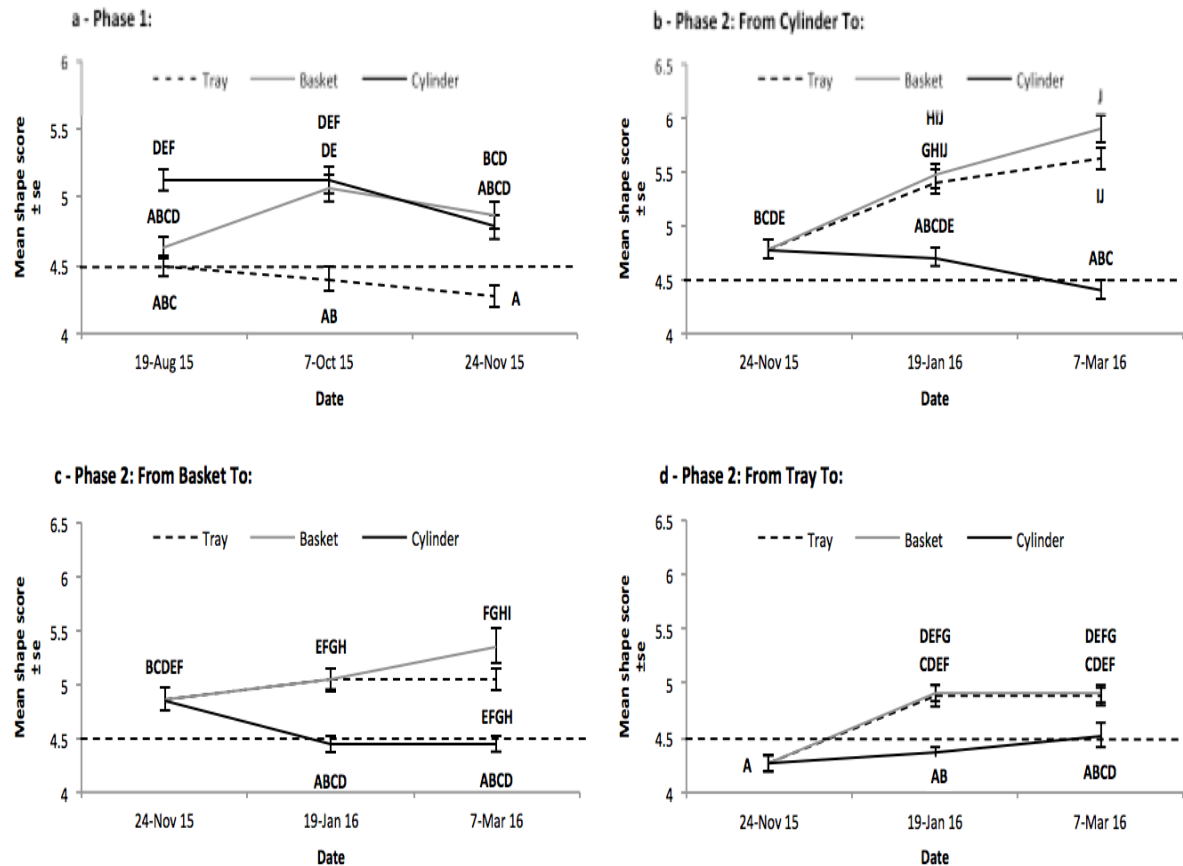 a - Phase 1:
6
5.5
5
4.5
4
Mean shape score
± se
Tray Basket Cylinder
DEF
ABCD
ABC
DEF
DE
AB
BCD
ABCD
A
19-Aug 15 7-Oct 15 24-Nov 15
Date
b - Phase 2: From Cylinder To:
6.5
6
5.5
5
4.5
4
Mean shape score
± se
Tray Basket Cylinder
BCDE
HIJ
GHIJ
ABCDE
J
IJ
ABC
24-Nov 15 19-Jan 16 7-Mar 16
Date
c - Phase 2: From Basket To:
6.5
6
5.5
5
4.5
4
Mean shape score
± se
Tray Basket Cylinder
BCDEF
EFGH
ABCD
FGHI
EFGH
ABCD
24-Nov 15 19-Jan 16 7-Mar 16
Date
d - Phase 2: From Tray To:
6.5
6
5.5
5
4.5
4
Mean shape score
±se
Tray Basket Cylinder
A
DEFG
CDEF
AB
DEFG
CDEF
ABCD
24-Nov 15 19-Jan 16 7-Mar 16
Date